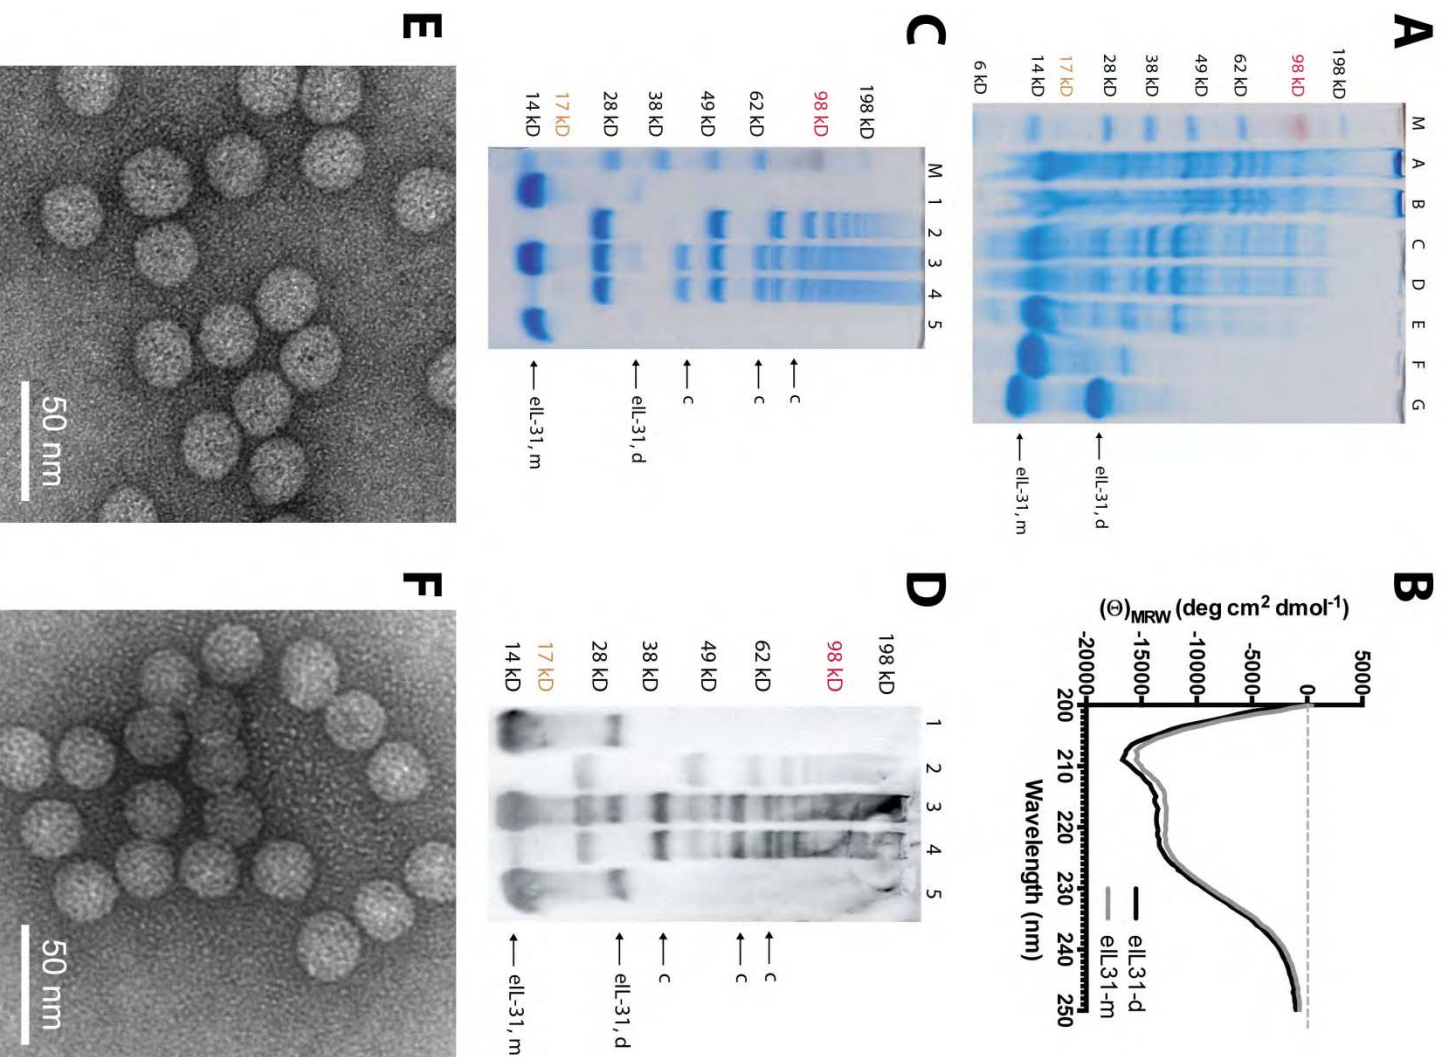 A
198 kD
98 kD
62 kD
49 kD
38 kD
28 kD
17 kD
14 kD
6 kD
M A B C D E F G
eIL-31, d
eIL-31, m
B
(Θ)MRW (deg cm² dmol⁻¹)
5000
0
-5000
-10000
-15000
-20000
200 210 220 230 240 250
Wavelength (nm)
eIL31-d
eIL31-m
C
198 kD
98 kD
62 kD
49 kD
38 kD
28 kD
17 kD
14 kD
M 1 2 3 4 5
c
c
c
eIL-31, d
eIL-31, m
D
198 kD
98 kD
62 kD
49 kD
38 kD
28 kD
17 kD
14 kD
1 2 3 4 5
c
c
c
eIL-31, d
eIL-31, m
E
50 nm
F
50 nm